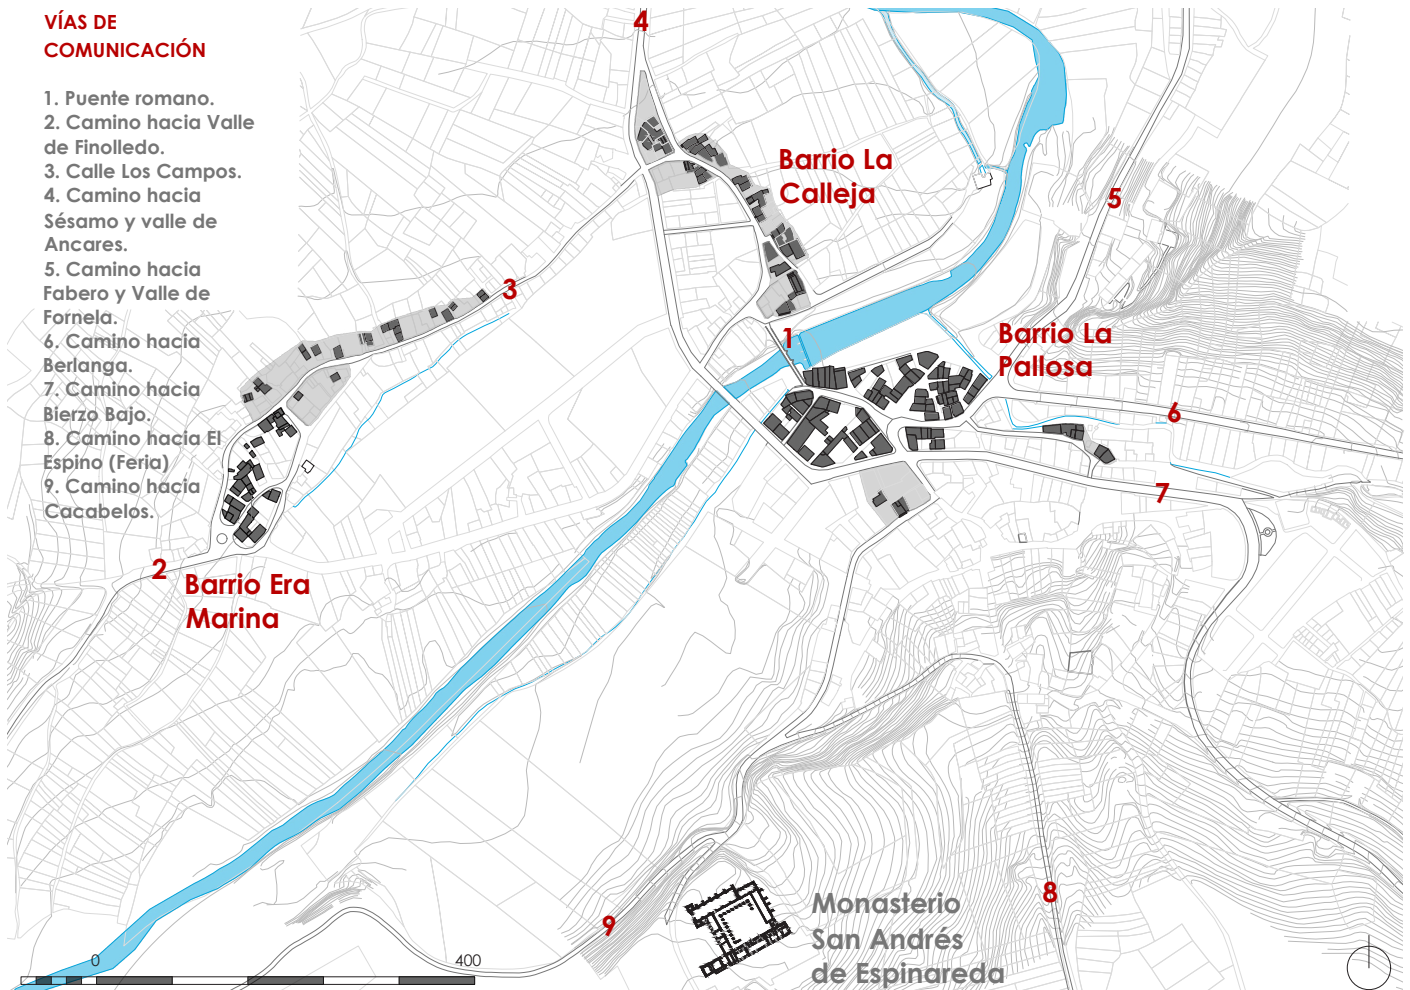 VÍAS DE
COMUNICACIÓN
1. Puente romano.
2. Camino hacia Valle
de Finolledo.
3. Calle Los Campos.
4. Camino hacia
Sésamo y valle de
Ancares.
5. Camino hacia
Fabero y Valle de
Fornela.
6. Camino hacia
Berlanga.
7. Camino hacia
Bierzo Bajo.
8. Camino hacia El
Espino (Feria)
9. Camino hacia
Cacabelos.
4
Barrio La
Calleja
5
3
1
Barrio La
Pallosa
6
7
2
Barrio Era
Marina
8
9
Monasterio
San Andrés
de Espinareda
0
400